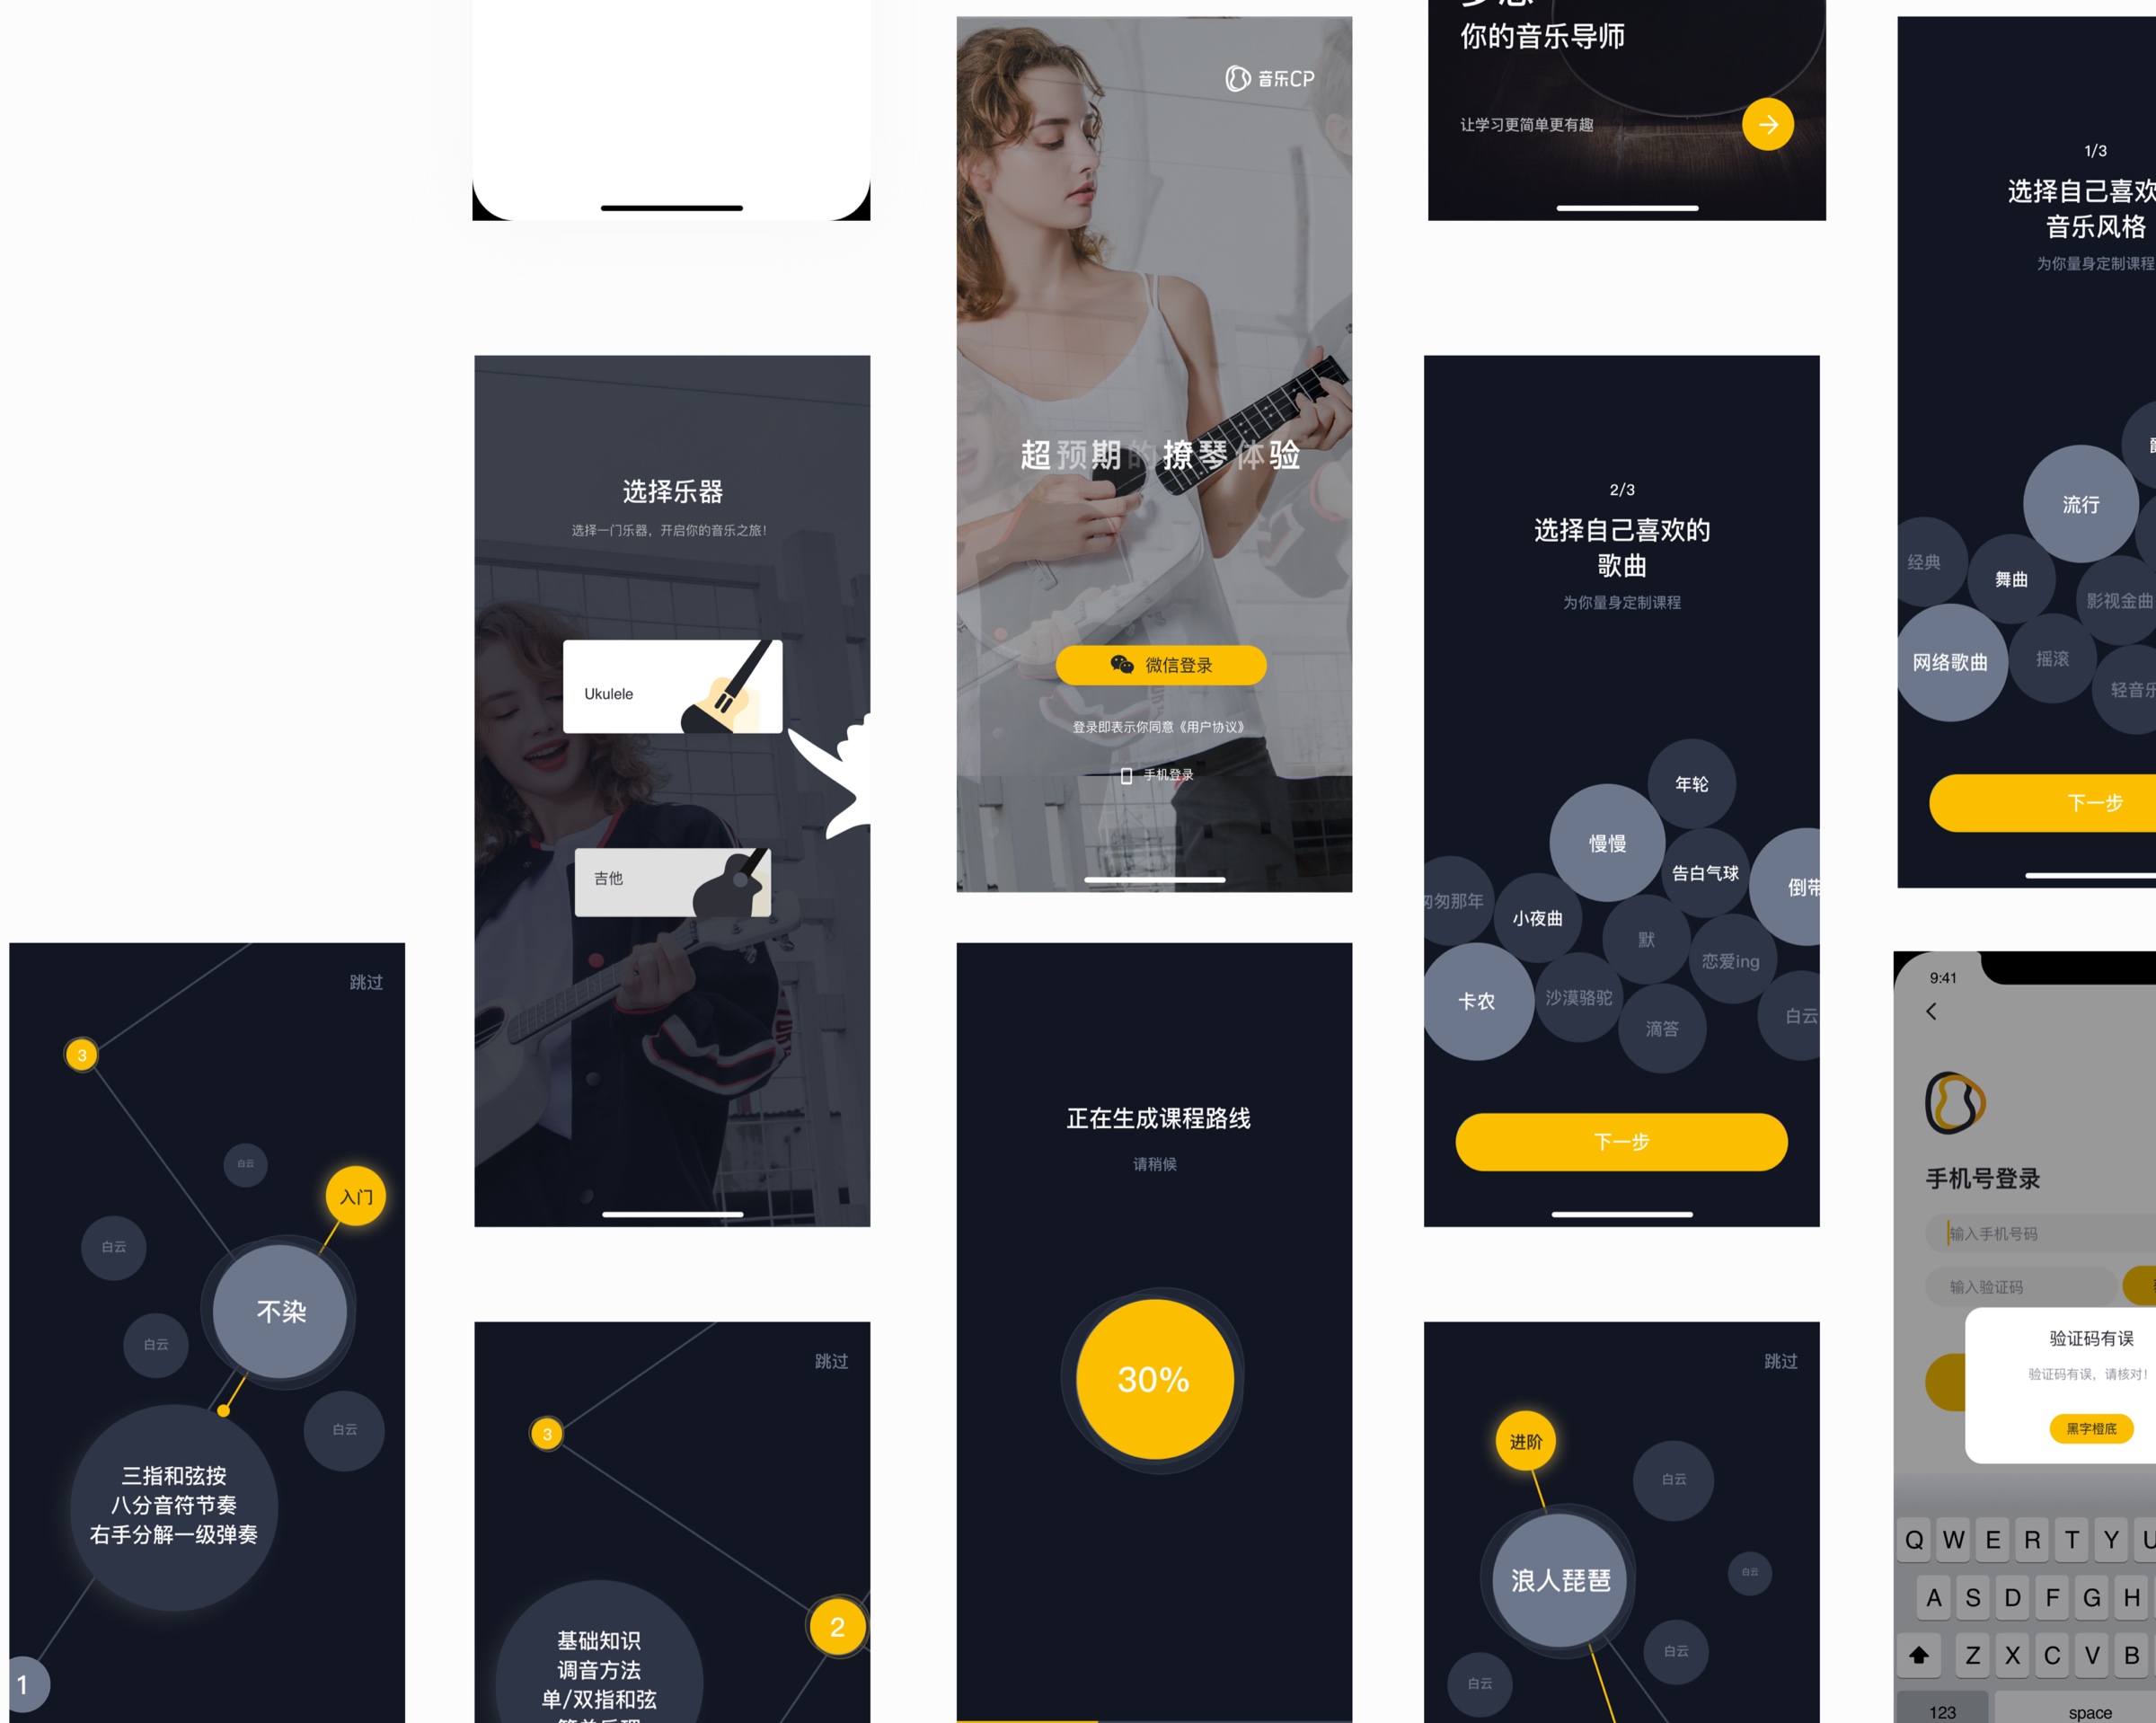 跳过
3
白云
入门
白云
不染
白云
白云
三指和弦按
八分音符节奏
右手分解一级弹奏
1
选择乐器
选择一门乐器，开启你的音乐之旅！
Ukulele
吉他
跳过
3
2
基础知识
调音方法
单/双指和弦
音乐CP
超预期的撩琴体验
微信登录
登录即表示你同意《用户协议》
手机登录
正在生成课程路线
请稍候
30%
你的音乐导师
让学习更简单更有趣
2/3
选择自己喜欢的
歌曲
为你量身定制课程
年轮
慢慢
告白气球
倒带
匆匆那年
小夜曲
默
恋爱ing
卡农
沙漠骆驼
滴答
白云
下一步
跳过
进阶
白云
浪人琵琶
白云
白云
白云
1/3
选择自己喜欢
音乐风格
为你量身定制课程
流行
经典
舞曲
影视金曲
网络歌曲
摇滚
轻音乐
下一步
9:41
手机号登录
输入手机号码
输入验证码
验证码有误
验证码有误，请核对！
黑字橙底
Q W E R T Y U
A S D F G H
Z X C V B
123 space